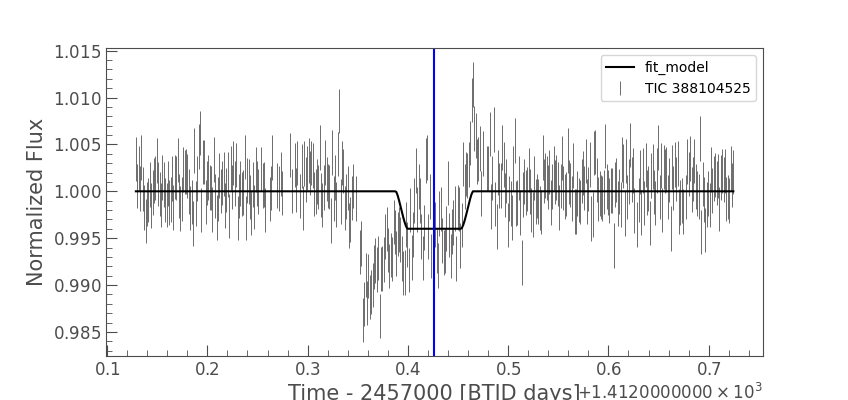 1.015
1.010
1.005
1.000
0.995
0.990
0.985
Normalized Flux
fit_model
TIC 388104525
0.1 0.2 0.3 0.4 0.5 0.6 0.7
Time - 2457000 [BTJD days]
+1.4120000000 × 10³